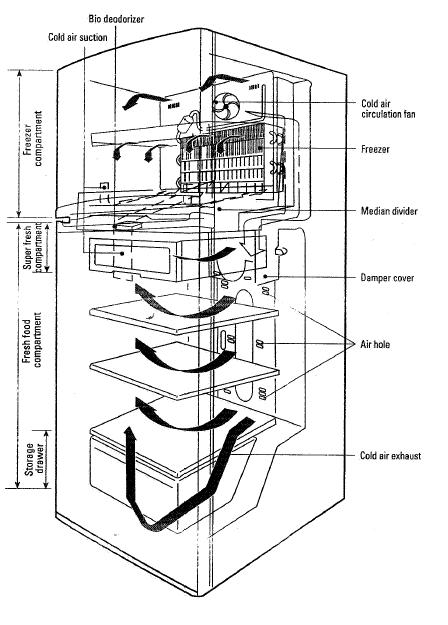 Bio deodorizer
Cold air suction
Cold air
circulation fan
Freezer
compartment
Freezer
Median divider
Super fresh
compartment
Damper cover
Fresh food
compartment
Air hole
Storage
drawer
Cold air exhaust